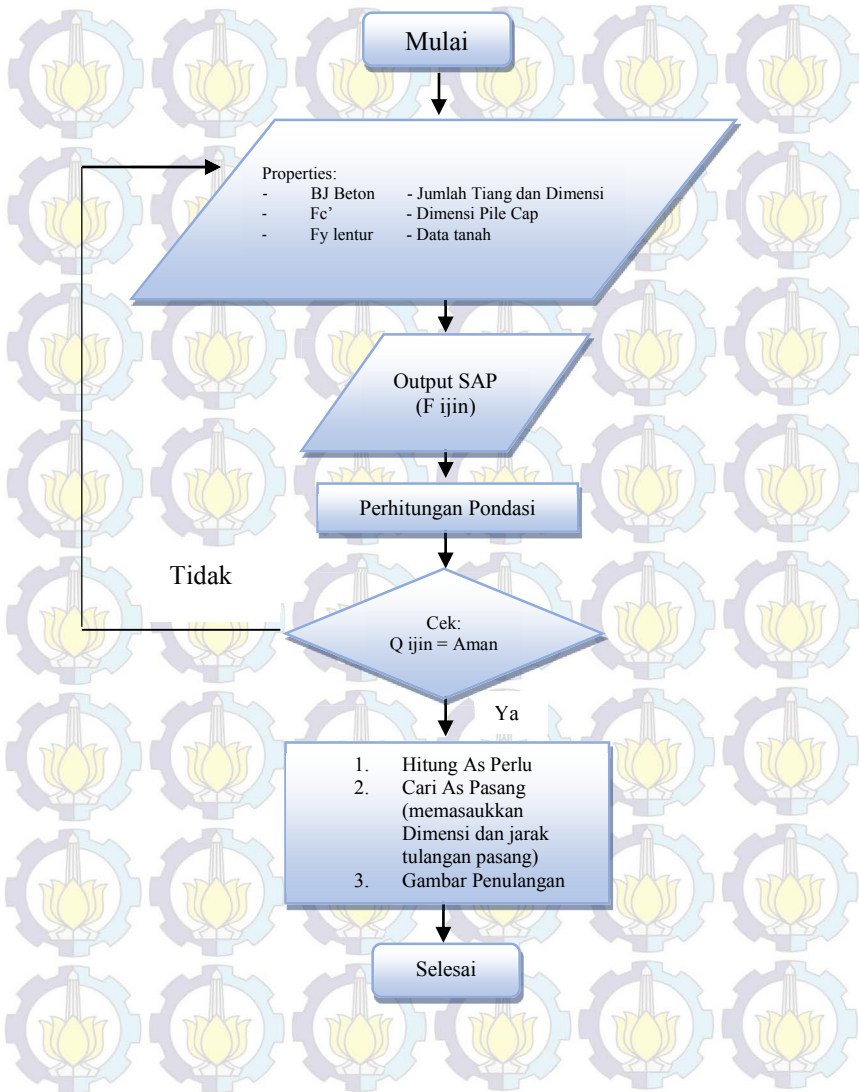 Mulai
Properties:
- BJ Beton - Jumlah Tiang dan Dimensi
- Fc’ - Dimensi Pile Cap
- Fy lentur - Data tanah
Output SAP
(F ijin)
Perhitungan Pondasi
Tidak
Cek:
Q ijin = Aman
Ya
1. Hitung As Perlu
2. Cari As Pasang
(memasaukkan
Dimensi dan jarak
tulangan pasang)
3. Gambar Penulangan
Selesai